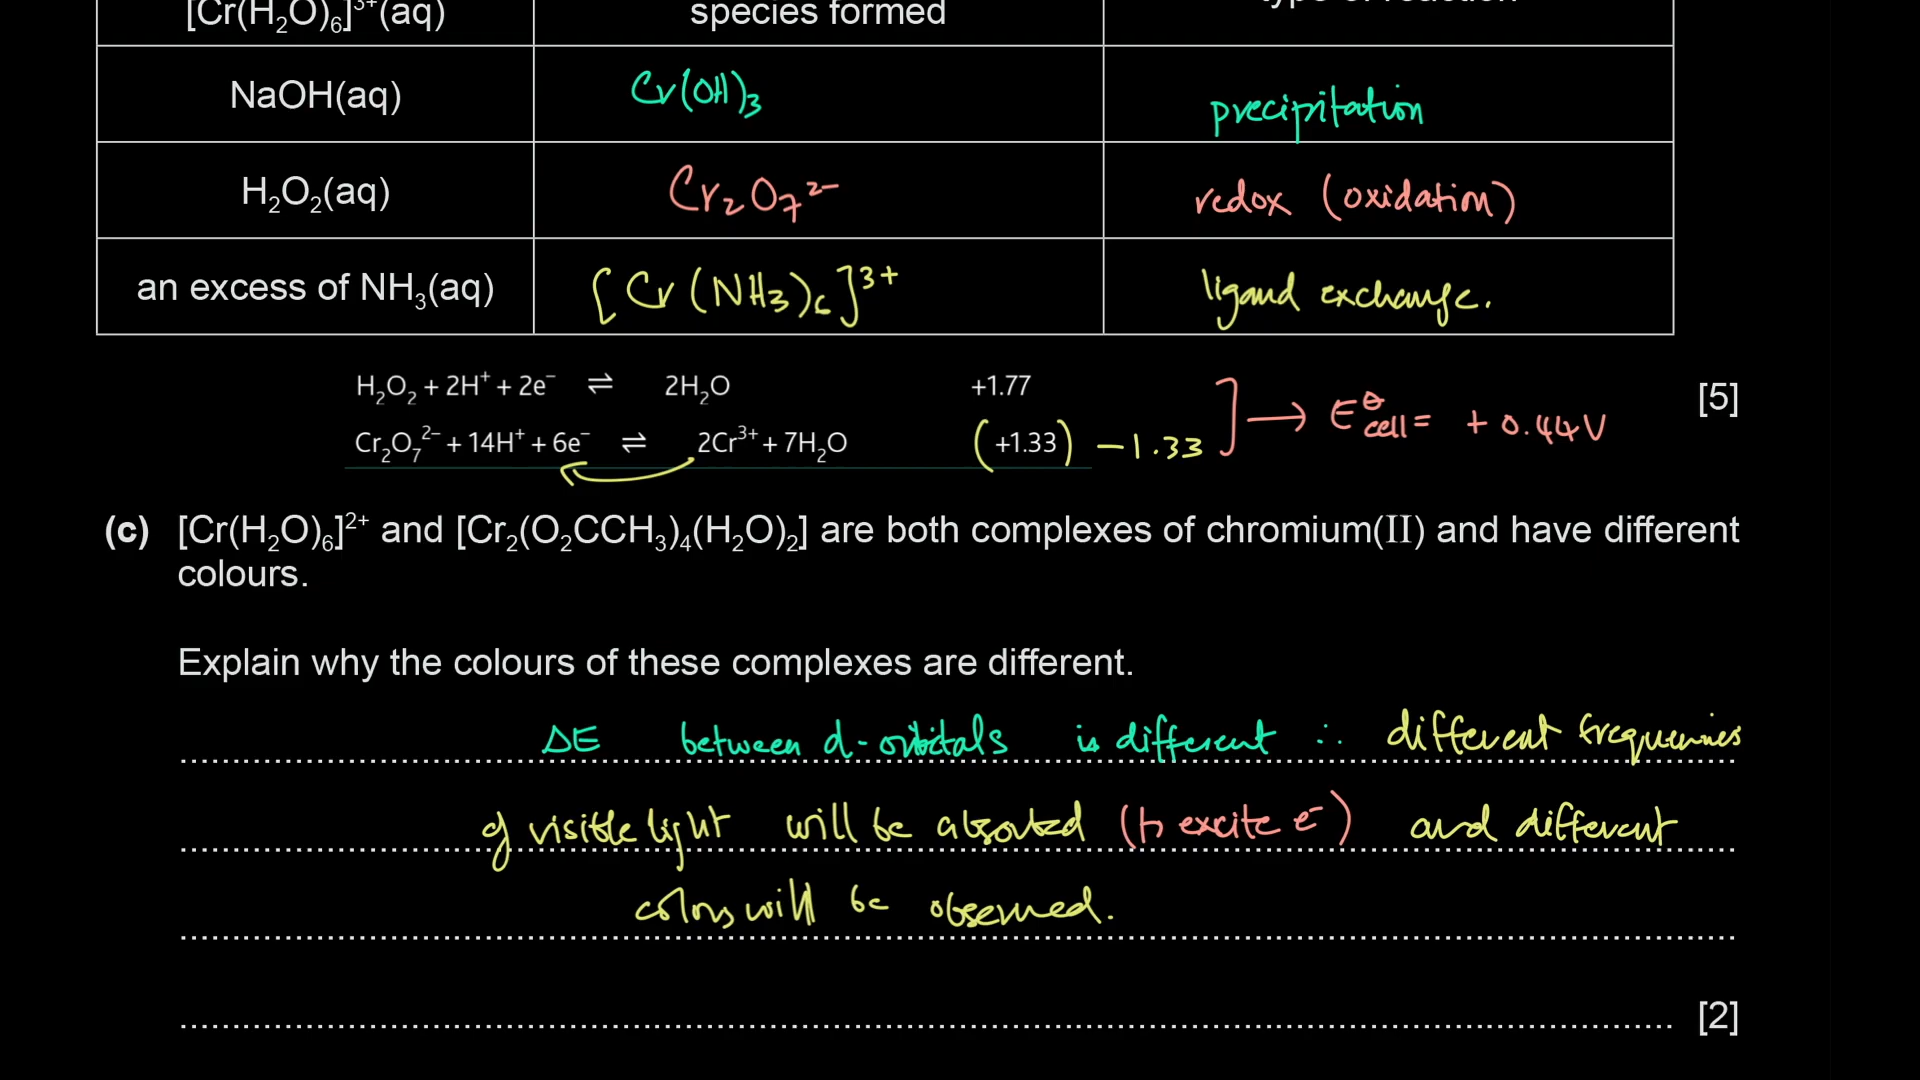 [Cr(H₂O)₆]³⁺(aq) species formed type of reaction
NaOH(aq) Cr(OH)₃ precipitation
H₂O₂(aq) Cr₂O₇²⁻ redox (oxidation)
an excess of NH₃(aq) [Cr(NH₃)₆]³⁺ ligand exchange.
H₂O₂ + 2H⁺ + 2e⁻ ⇌ 2H₂O +1.77
[5]
Cr₂O₇²⁻ + 14H⁺ + 6e⁻ ⇌ 2Cr³⁺ + 7H₂O (+1.33) −1.33 ] → E⦵cell = +0.44V
(c) [Cr(H₂O)₆]²⁺ and [Cr₂(O₂CCH₃)₄(H₂O)₂] are both complexes of chromium(II) and have different
colours.
Explain why the colours of these complexes are different.
ΔE between d-orbitals is different ∴ different frequencies
of visible light will be absorbed (to excite e⁻) and different
colors will be observed.
[2]